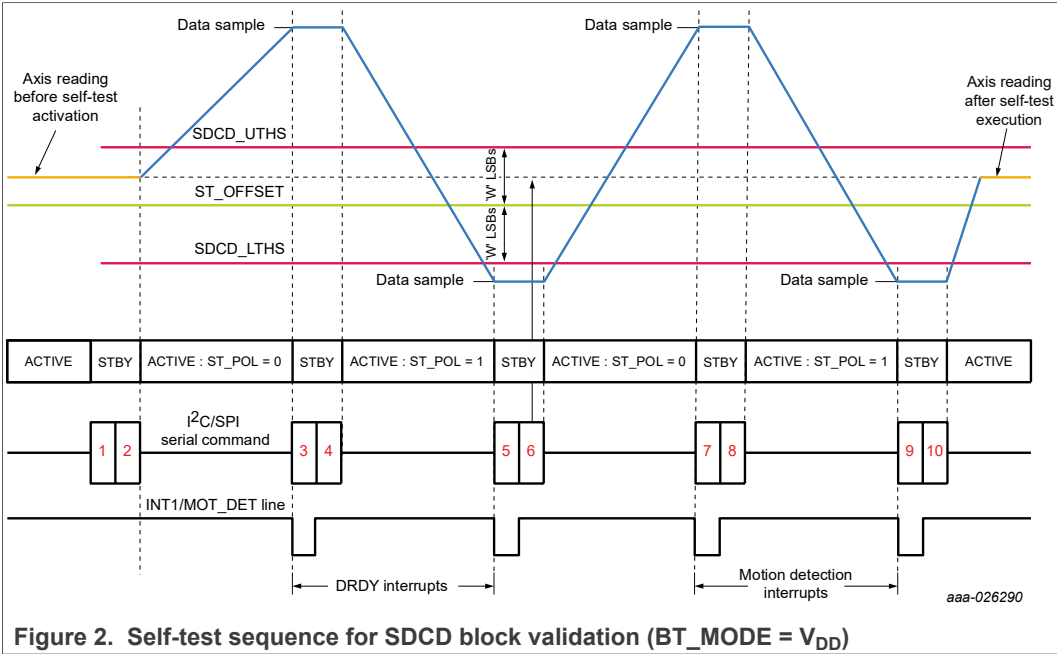 Data sample
Data sample
Axis reading
before self-test
activation
Axis reading
after self-test
execution
SDCD_UTHS
'W' LSBs
ST_OFFSET
'W' LSBs
SDCD_LTHS
Data sample
Data sample
ACTIVE STBY ACTIVE : ST_POL = 0 STBY ACTIVE : ST_POL = 1 STBY ACTIVE : ST_POL = 0 STBY ACTIVE : ST_POL = 1 STBY ACTIVE
I2C/SPI
serial command
1 2 3 4 5 6 7 8 9 10
INT1/MOT_DET line
DRDY interrupts
Motion detection
interrupts
aaa-026290
Figure 2. Self-test sequence for SDCD block validation (BT_MODE = VDD)